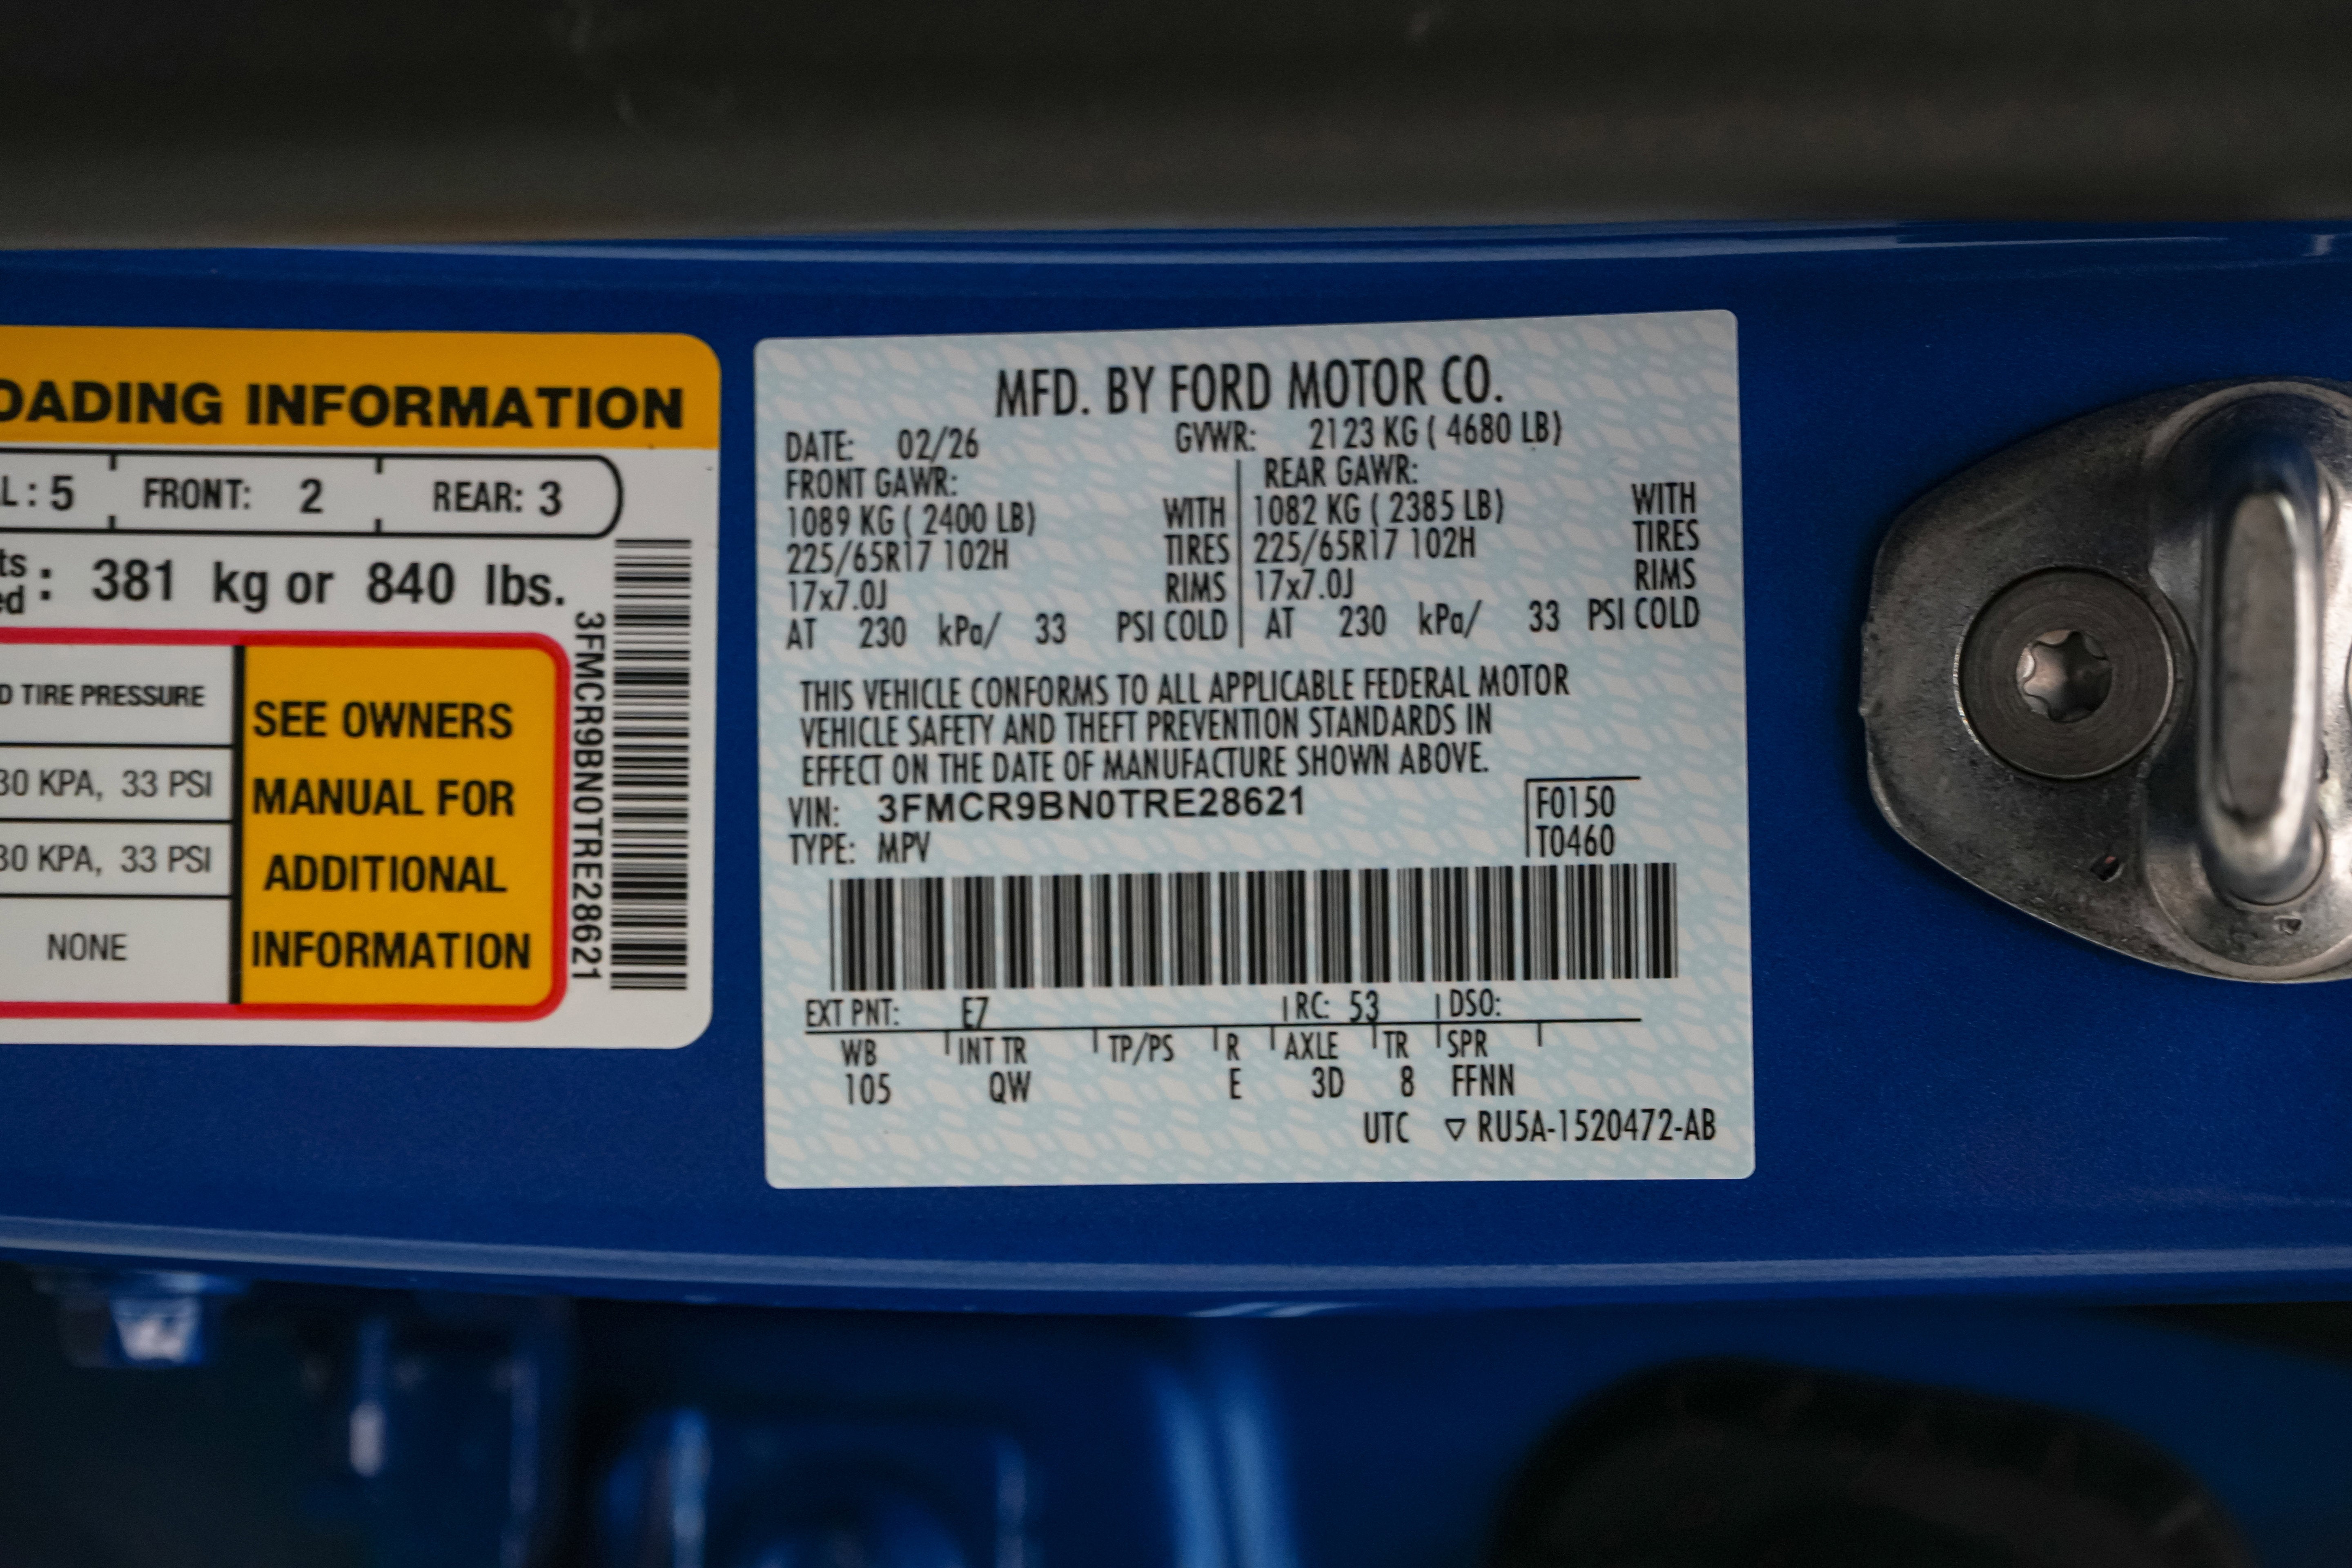 OADING INFORMATION
L: 5 FRONT: 2 REAR: 3
ts
ed : 381 kg or 840 lbs.
D TIRE PRESSURE
30 KPA, 33 PSI
30 KPA, 33 PSI
NONE
SEE OWNERS
MANUAL FOR
ADDITIONAL
INFORMATION
3FMCR9BN0TRE28621
MFD. BY FORD MOTOR CO.
DATE: 02/26 GVWR: 2123 KG ( 4680 LB)
FRONT GAWR: REAR GAWR:
1089 KG ( 2400 LB) WITH 1082 KG ( 2385 LB) WITH
225/65R17 102H TIRES 225/65R17 102H TIRES
17x7.0J RIMS 17x7.0J RIMS
AT 230 kPa/ 33 PSI COLD AT 230 kPa/ 33 PSI COLD
THIS VEHICLE CONFORMS TO ALL APPLICABLE FEDERAL MOTOR
VEHICLE SAFETY AND THEFT PREVENTION STANDARDS IN
EFFECT ON THE DATE OF MANUFACTURE SHOWN ABOVE.
VIN: 3FMCR9BN0TRE28621 F0150
TYPE: MPV T0460
EXT PNT: E7 RC: 53 DSO:
WB INT TR TP/PS R AXLE TR SPR
105 QW E 3D 8 FFNN
UTC ▽ RU5A-1520472-AB